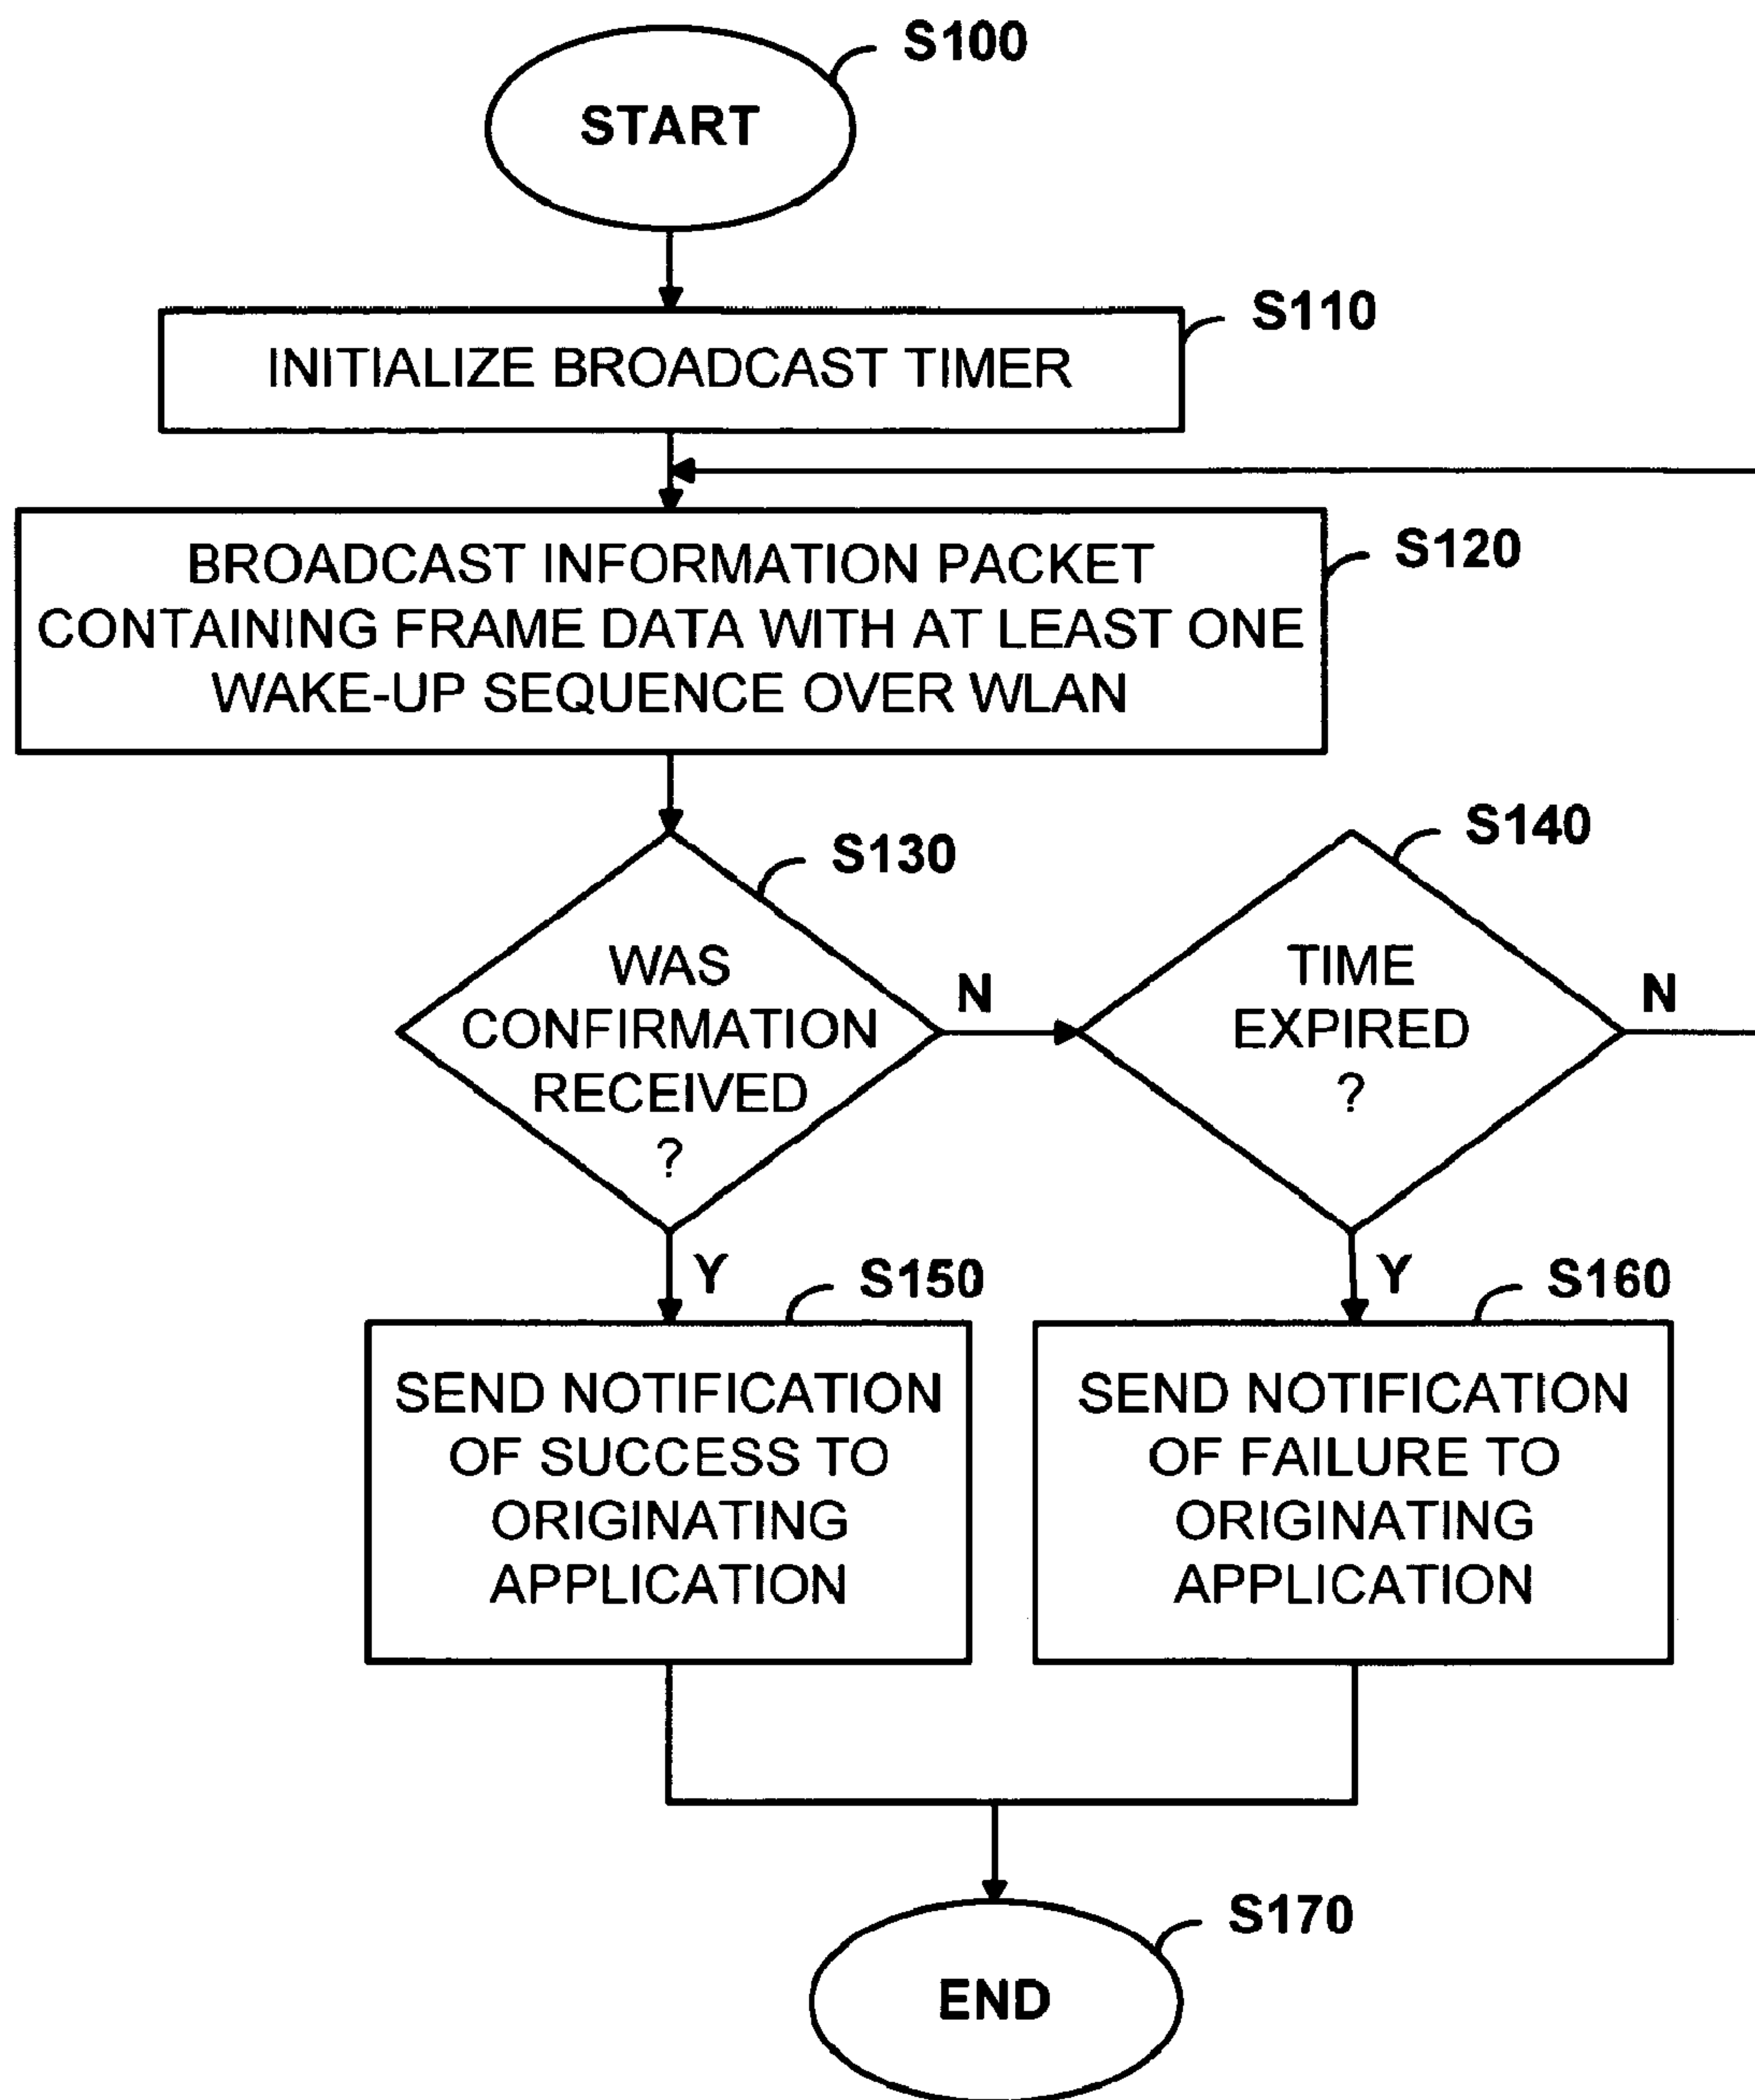 S100
START
S110
INITIALIZE BROADCAST TIMER
S120
BROADCAST INFORMATION PACKET
CONTAINING FRAME DATA WITH AT LEAST ONE
WAKE-UP SEQUENCE OVER WLAN
S130
WAS
CONFIRMATION
RECEIVED
?
N
S140
TIME
EXPIRED
?
N
Y
S150
SEND NOTIFICATION
OF SUCCESS TO
ORIGINATING
APPLICATION
Y
S160
SEND NOTIFICATION
OF FAILURE TO
ORIGINATING
APPLICATION
S170
END